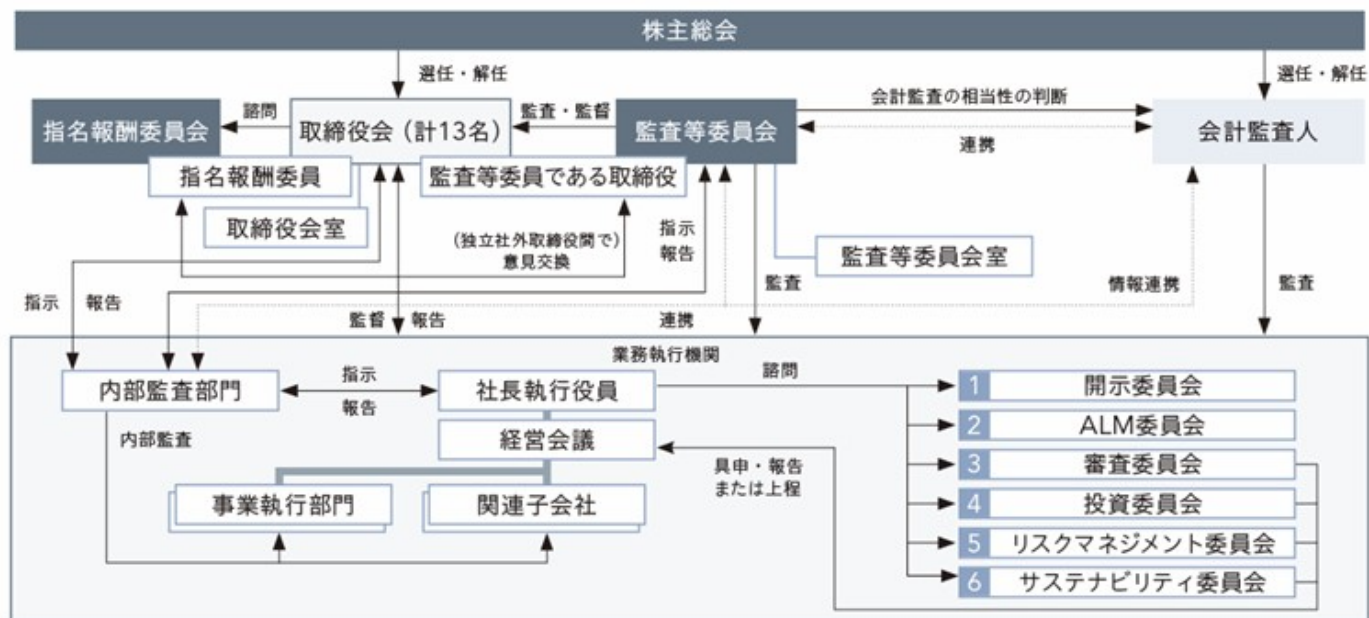 株主総会
選任・解任
選任・解任
指名報酬委員会
諮問
取締役会（計13名）
監査・監督
監査等委員会
会計監査の相当性の判断
連携
会計監査人
指名報酬委員
監査等委員である取締役
取締役会室
（独立社外取締役間で）
意見交換
指示
報告
監査等委員会室
指示
報告
監督
報告
連携
監査
情報連携
監査
業務執行機関
内部監査部門
指示
報告
社長執行役員
諮問
1 開示委員会
経営会議
2 ALM委員会
内部監査
具申・報告
または上程
3 審査委員会
事業執行部門
関連子会社
4 投資委員会
5 リスクマネジメント委員会
6 サステナビリティ委員会